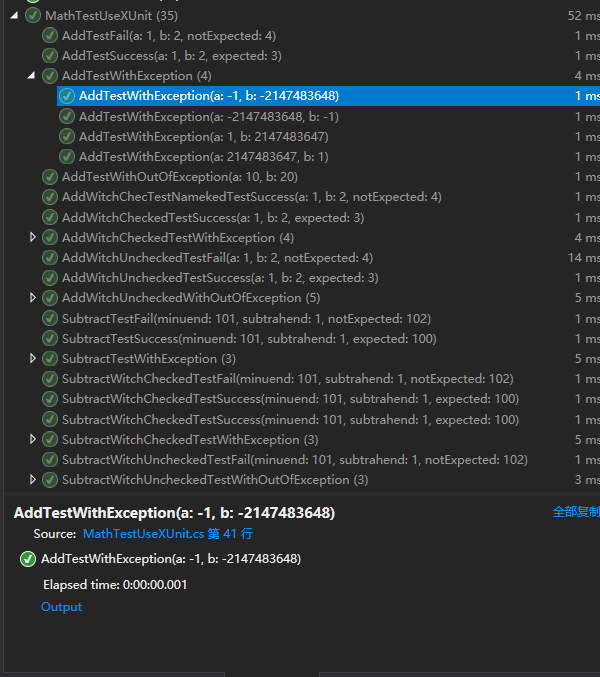 MathTestUseXUnit (35) 52 ms
AddTestFail(a: 1, b: 2, notExpected: 4) 1 ms
AddTestSuccess(a: 1, b: 2, expected: 3) 1 ms
AddTestWithException (4) 4 ms
AddTestWithException(a: -1, b: -2147483648) 1 ms
AddTestWithException(a: -2147483648, b: -1) 1 ms
AddTestWithException(a: 1, b: 2147483647) 1 ms
AddTestWithException(a: 2147483647, b: 1) 1 ms
AddTestWithOutOfException(a: 10, b: 20) 1 ms
AddWitchChecTestNamekedTestSuccess(a: 1, b: 2, notExpected: 4) 1 ms
AddWitchCheckedTestSuccess(a: 1, b: 2, expected: 3) 1 ms
AddWitchCheckedTestWithException (4) 4 ms
AddWitchUncheckedTestFail(a: 1, b: 2, notExpected: 4) 14 ms
AddWitchUncheckedTestSuccess(a: 1, b: 2, expected: 3) 1 ms
AddWitchUncheckedWithOutOfException (5) 5 ms
SubtractTestFail(minuend: 101, subtrahend: 1, notExpected: 102) 1 ms
SubtractTestSuccess(minuend: 101, subtrahend: 1, expected: 100) 1 ms
SubtractTestWithException (3) 5 ms
SubtractWitchCheckedTestFail(minuend: 101, subtrahend: 1, notExpected: 102) 1 ms
SubtractWitchCheckedTestSuccess(minuend: 101, subtrahend: 1, expected: 100) 1 ms
SubtractWitchCheckedTestSuccess(minuend: 101, subtrahend: 1, expected: 100) 1 ms
SubtractWitchCheckedTestWithException (3) 5 ms
SubtractWitchUncheckedTestFail(minuend: 101, subtrahend: 1, notExpected: 102) 1 ms
SubtractWitchUncheckedTestWithOutOfException (3) 3 ms
AddTestWithException(a: -1, b: -2147483648) 全部复制
Source: MathTestUseXUnit.cs 第 41 行
AddTestWithException(a: -1, b: -2147483648)
Elapsed time: 0:00:00.001
Output